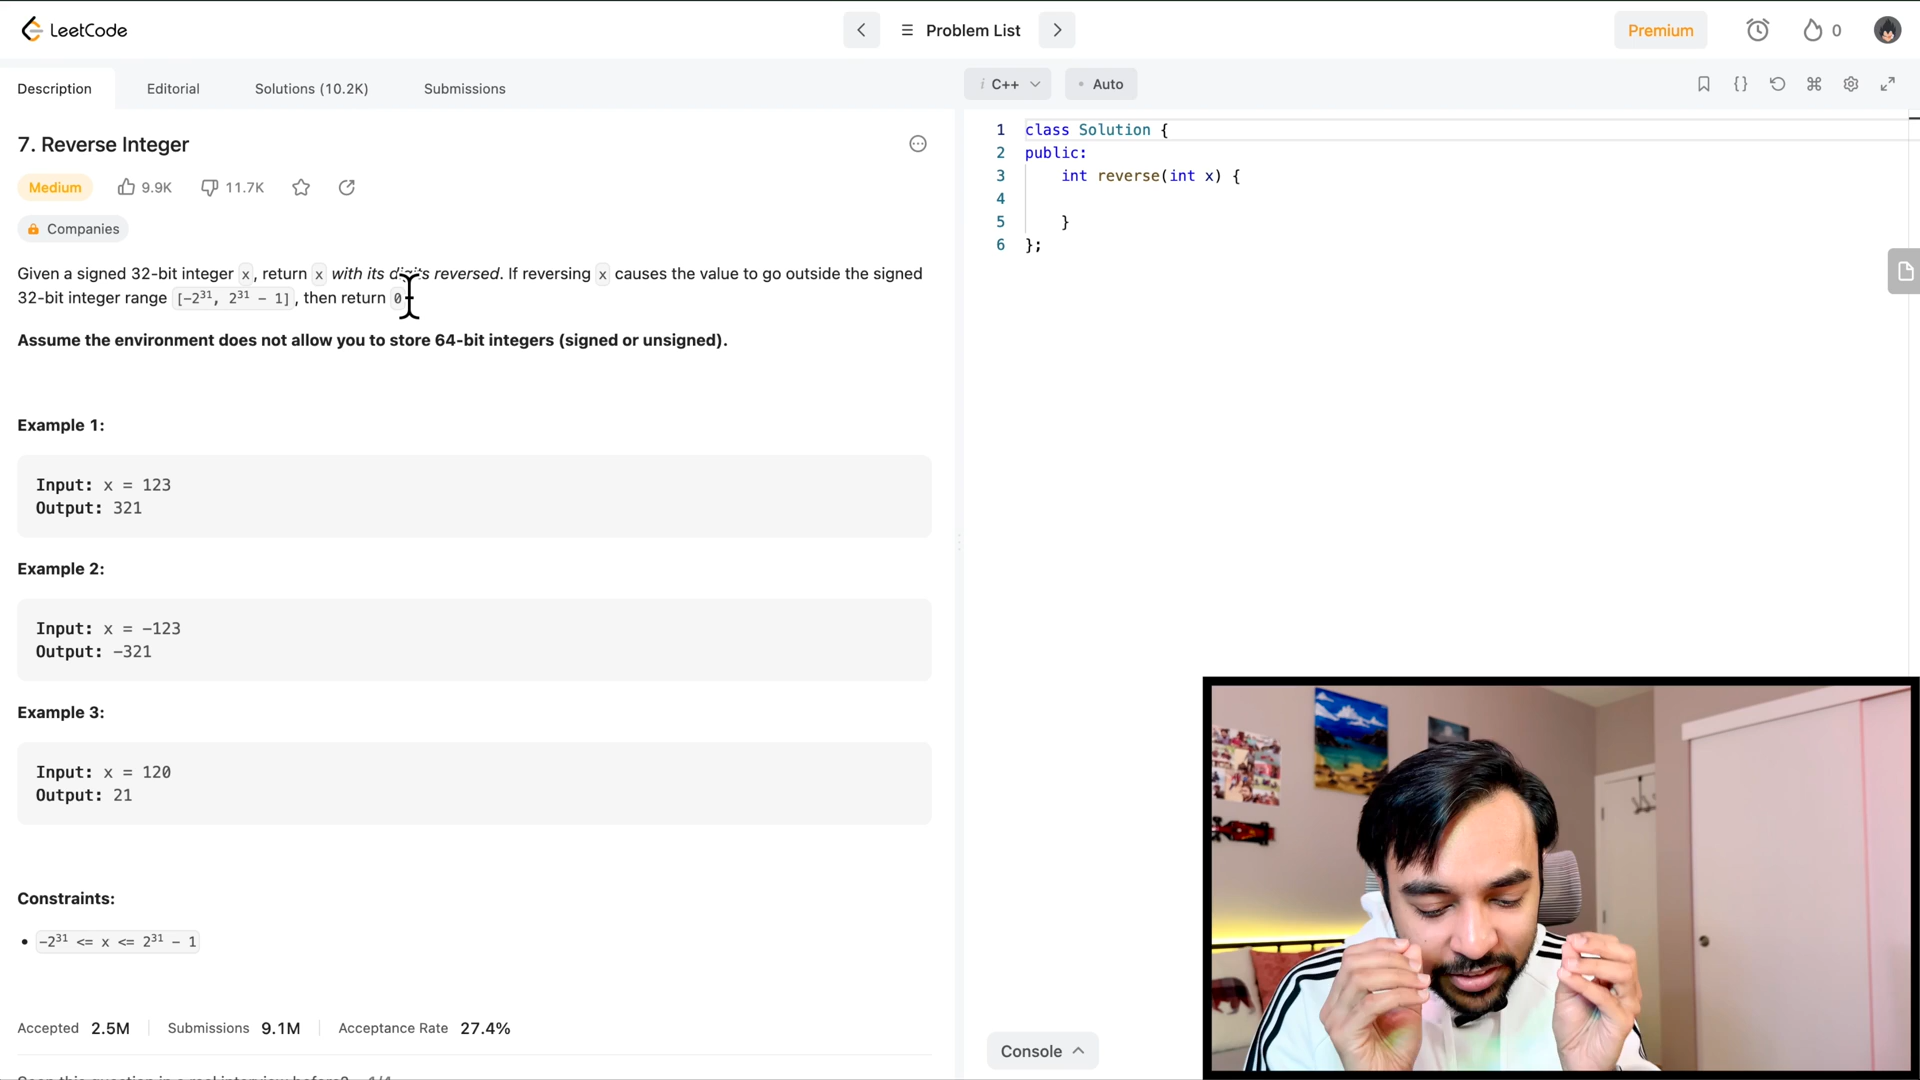 LeetCode
Problem List
Premium
0
Description
Editorial
Solutions (10.2K)
Submissions
7. Reverse Integer
Medium
9.9K
11.7K
Companies
Given a signed 32-bit integer x, return x with its digits reversed. If reversing x causes the value to go outside the signed
32-bit integer range [−2³¹, 2³¹ − 1], then return 0
Assume the environment does not allow you to store 64-bit integers (signed or unsigned).
Example 1:
Input: x = 123
Output: 321
Example 2:
Input: x = −123
Output: −321
Example 3:
Input: x = 120
Output: 21
Constraints:
• −2³¹ <= x <= 2³¹ − 1
Accepted 2.5M Submissions 9.1M Acceptance Rate 27.4%
i C++
• Auto
1 class Solution {
2 public:
3 int reverse(int x) {
4
5 }
6 };
Console